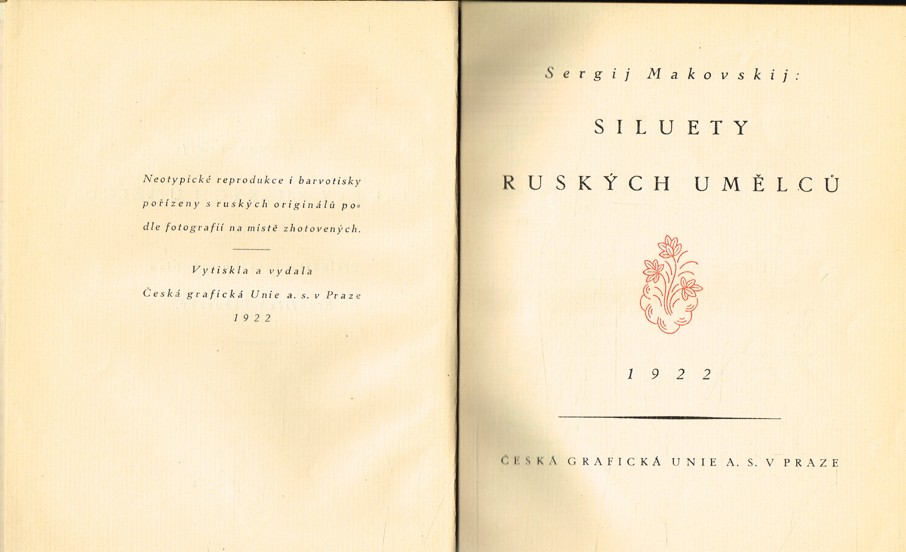 Neotypické reprodukce i barvotisky
pořízeny s ruských originálů po=
dle fotografií na místě zhotovených.
Vytiskla a vydala
Česká grafická Unie a. s. v Praze
1922
Sergij Makovskij:
SILUETY
RUSKÝCH UMĚLCŮ
1922
ČESKÁ GRAFICKÁ UNIE A. S. V PRAZE